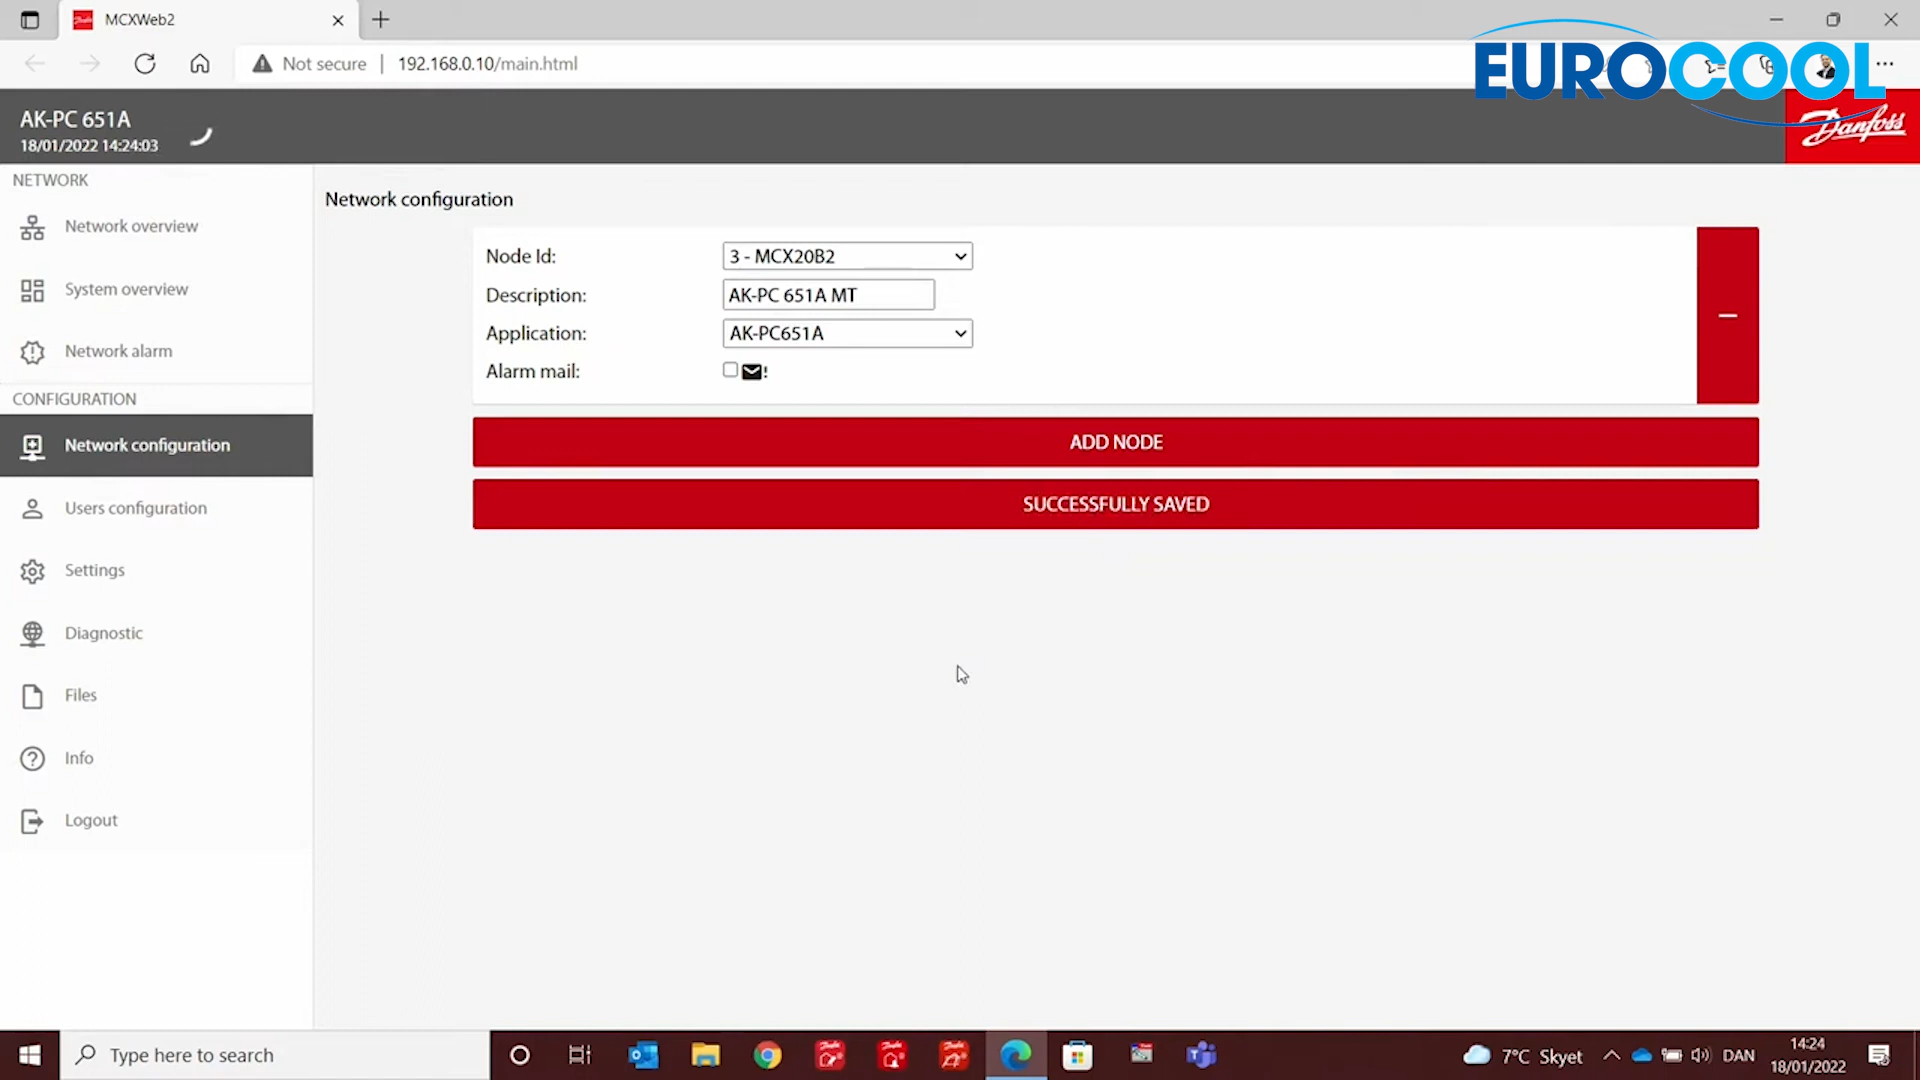 MCXWeb2
Not secure
192.168.0.10/main.html
EUROCOOL
AK-PC 651A
18/01/2022 14:24:03
Danfoss
NETWORK
Network overview
System overview
Network alarm
CONFIGURATION
Network configuration
Users configuration
Settings
Diagnostic
Files
Info
Logout
Network configuration
Node Id:
3 - MCX20B2
Description:
AK-PC 651A MT
Application:
AK-PC651A
Alarm mail:
!
ADD NODE
SUCCESSFULLY SAVED
Type here to search
7°C Skyet
DAN
14:24
18/01/2022